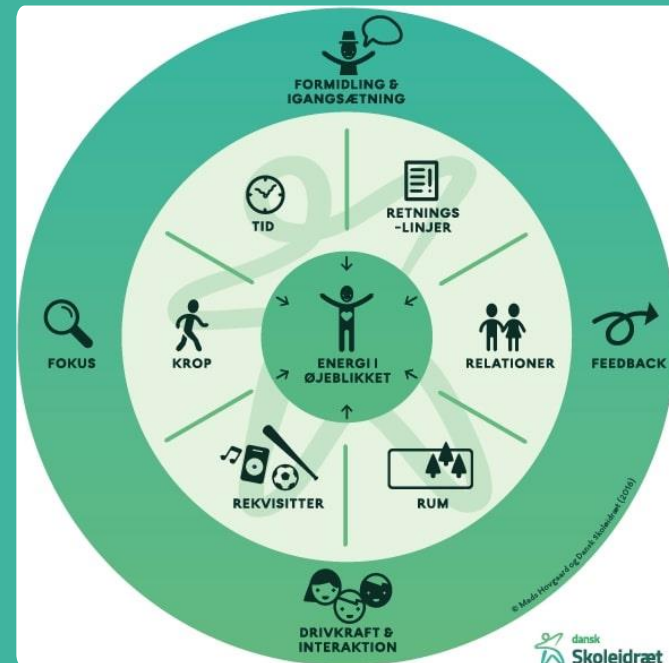 FORMIDLING &
IGANGSÆTNING
TID
RETNINGS
-LINJER
FOKUS
KROP
ENERGI I
ØJEBLIKKET
RELATIONER
FEEDBACK
REKVISITTER
RUM
DRIVKRAFT &
INTERAKTION
© Mads Hovgaard og Dansk Skoleidræt (2016)
dansk
Skoleidræt